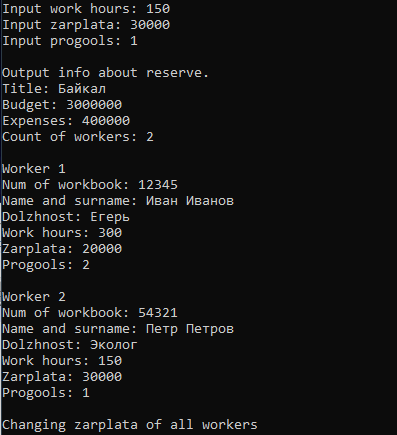 Input work hours: 150
Input zarplata: 30000
Input progools: 1
Output info about reserve.
Title: Байкал
Budget: 3000000
Expenses: 400000
Count of workers: 2
Worker 1
Num of workbook: 12345
Name and surname: Иван Иванов
Dolzhnost: Егерь
Work hours: 300
Zarplata: 20000
Progools: 2
Worker 2
Num of workbook: 54321
Name and surname: Петр Петров
Dolzhnost: Эколог
Work hours: 150
Zarplata: 30000
Progools: 1
Changing zarplata of all workers